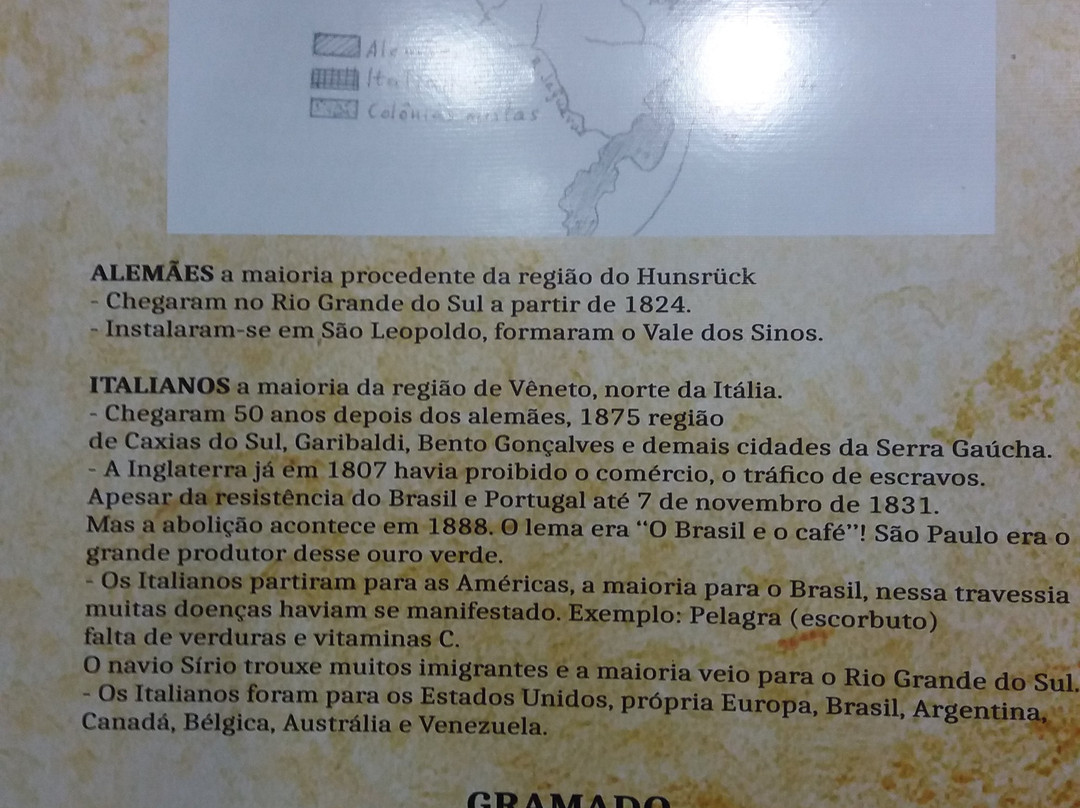 Colônias mistas
ALEMÃES a maioria procedente da região do Hunsrück
- Chegaram no Rio Grande do Sul a partir de 1824.
- Instalaram-se em São Leopoldo, formaram o Vale dos Sinos.
ITALIANOS a maioria da região de Vêneto, norte da Itália.
- Chegaram 50 anos depois dos alemães, 1875 região
de Caxias do Sul, Garibaldi, Bento Gonçalves e demais cidades da Serra Gaúcha.
- A Inglaterra já em 1807 havia proibido o comércio, o tráfico de escravos.
Apesar da resistência do Brasil e Portugal até 7 de novembro de 1831.
Mas a abolição acontece em 1888. O lema era “O Brasil e o café”! São Paulo era o
grande produtor desse ouro verde.
- Os Italianos partiram para as Américas, a maioria para o Brasil, nessa travessia
muitas doenças haviam se manifestado. Exemplo: Pelagra (escorbuto)
falta de verduras e vitaminas C.
O navio Sírio trouxe muitos imigrantes e a maioria veio para o Rio Grande do Sul.
- Os Italianos foram para os Estados Unidos, própria Europa, Brasil, Argentina,
Canadá, Bélgica, Austrália e Venezuela.
GRAMADO